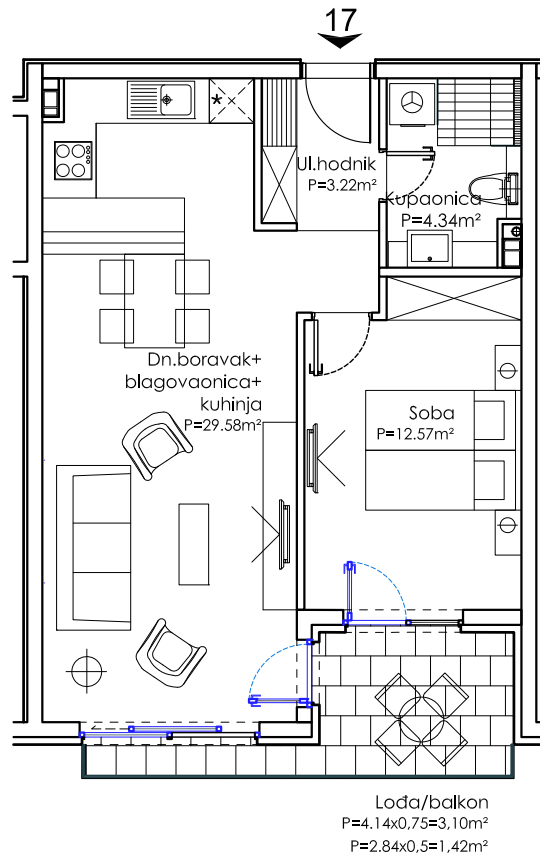 17
Ul.hodnik
P=3.22m²
Kupaonica
P=4.34m²
*
Dn.boravak+
blagovaonica+
kuhinja
P=29.58m²
Soba
P=12.57m²
Lođa/balkon
P=4.14x0,75=3,10m²
P=2.84x0,5=1,42m²